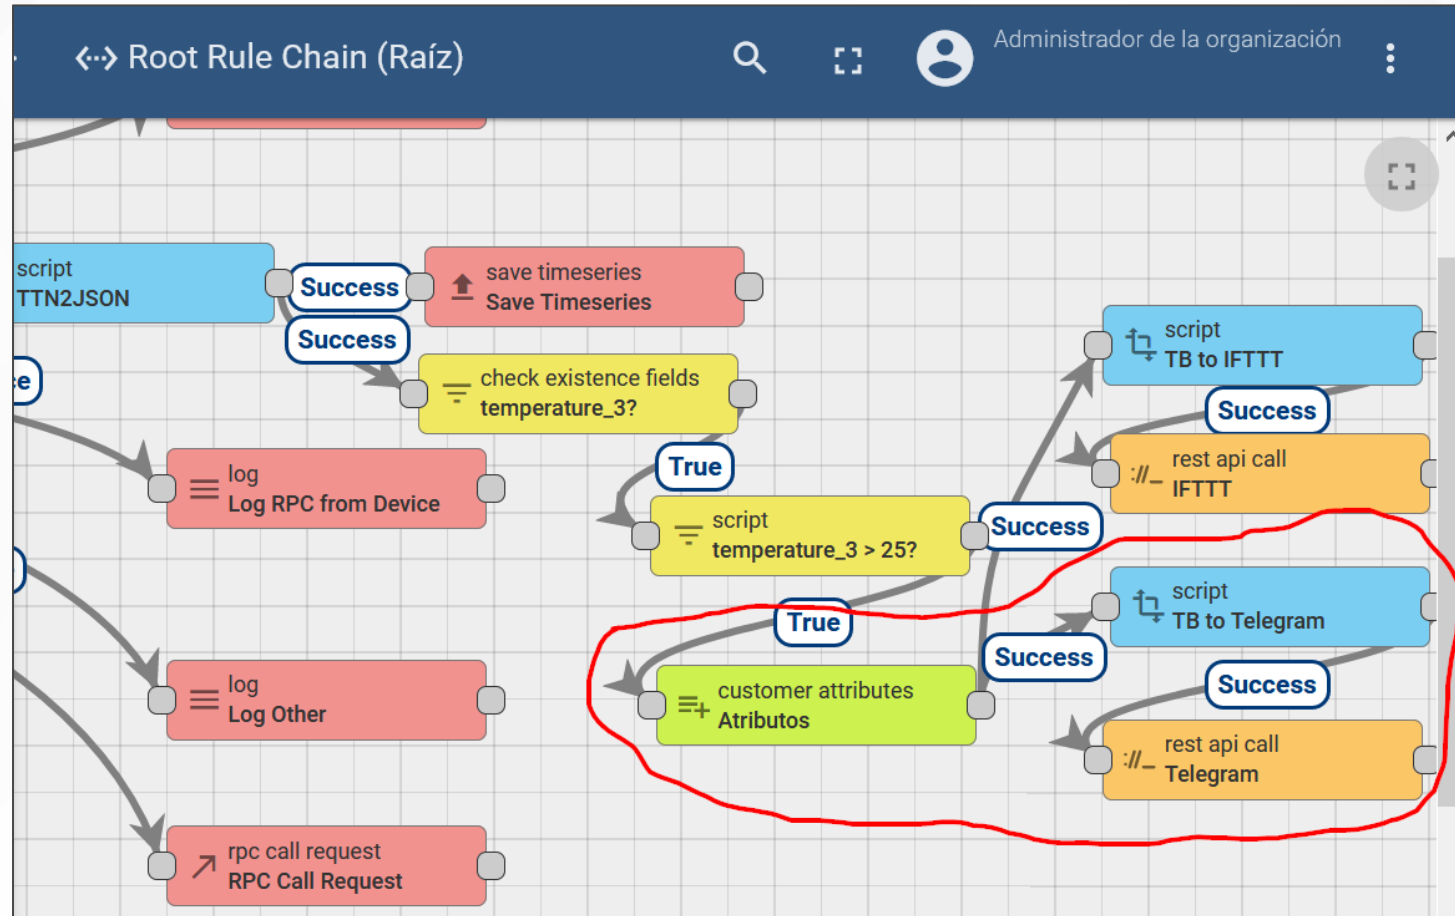 Root Rule Chain (Raíz)
Administrador de la organización
script
TTN2JSON
Success
save timeseries
Save Timeseries
Success
check existence fields
temperature_3?
True
script
TB to IFTTT
Success
rest api call
IFTTT
log
Log RPC from Device
script
temperature_3 > 25?
Success
True
script
TB to Telegram
Success
Success
customer attributes
Atributos
rest api call
Telegram
log
Log Other
rpc call request
RPC Call Request